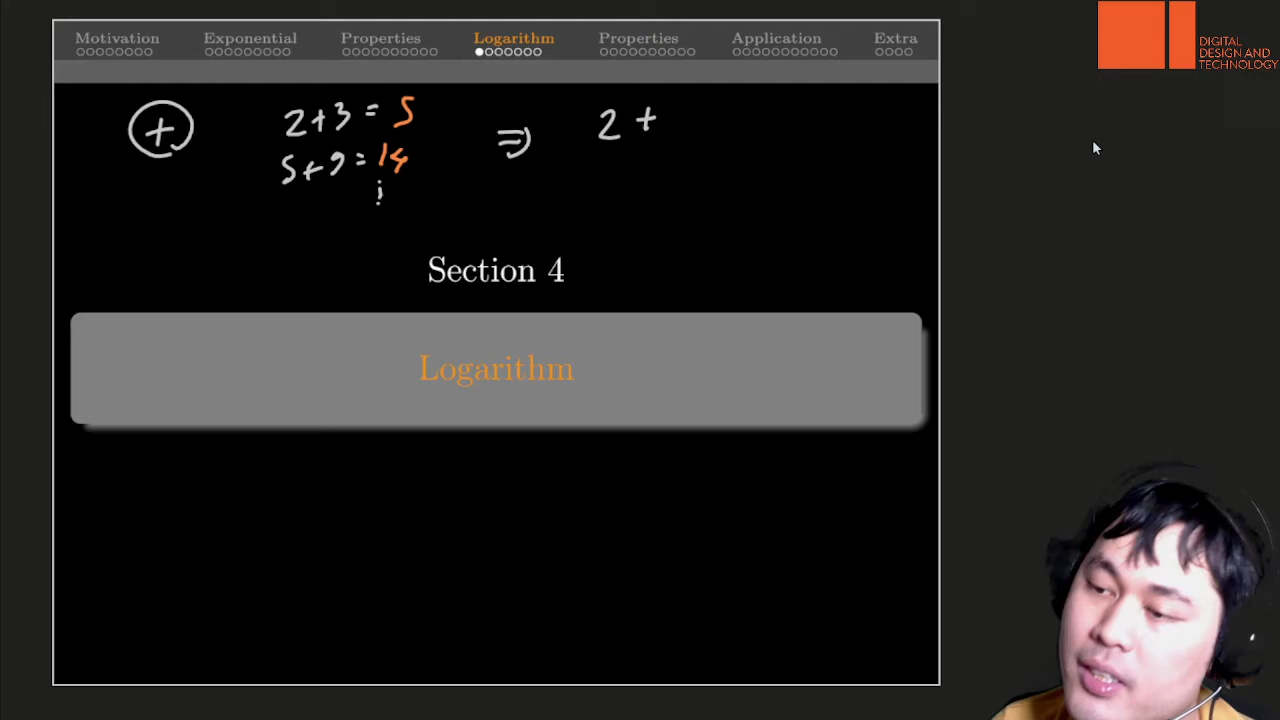 Motivation Exponential Properties Logarithm Properties Application Extra
DIGITAL
DESIGN AND
TECHNOLOGY
+ 2+3 = 5 ⇒ 2 +
5+9 = 14
Section 4
Logarithm